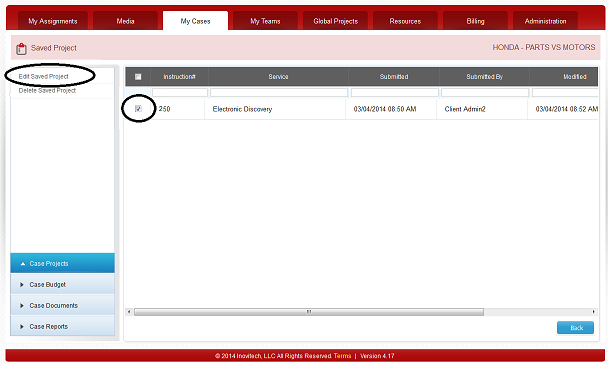 My Assignments Media My Cases My Teams Global Projects Resources Billing Administration
Saved Project HONDA - PARTS VS MOTORS
Edit Saved Project
Delete Saved Project
Instruction# Service Submitted Submitted By Modified
250 Electronic Discovery 03/04/2014 08:50 AM Client Admin2 03/04/2014 08:52 AM
Case Projects
Case Budget
Case Documents
Case Reports
Back
© 2014 Inovitech, LLC All Rights Reserved. Terms | Version 4.17